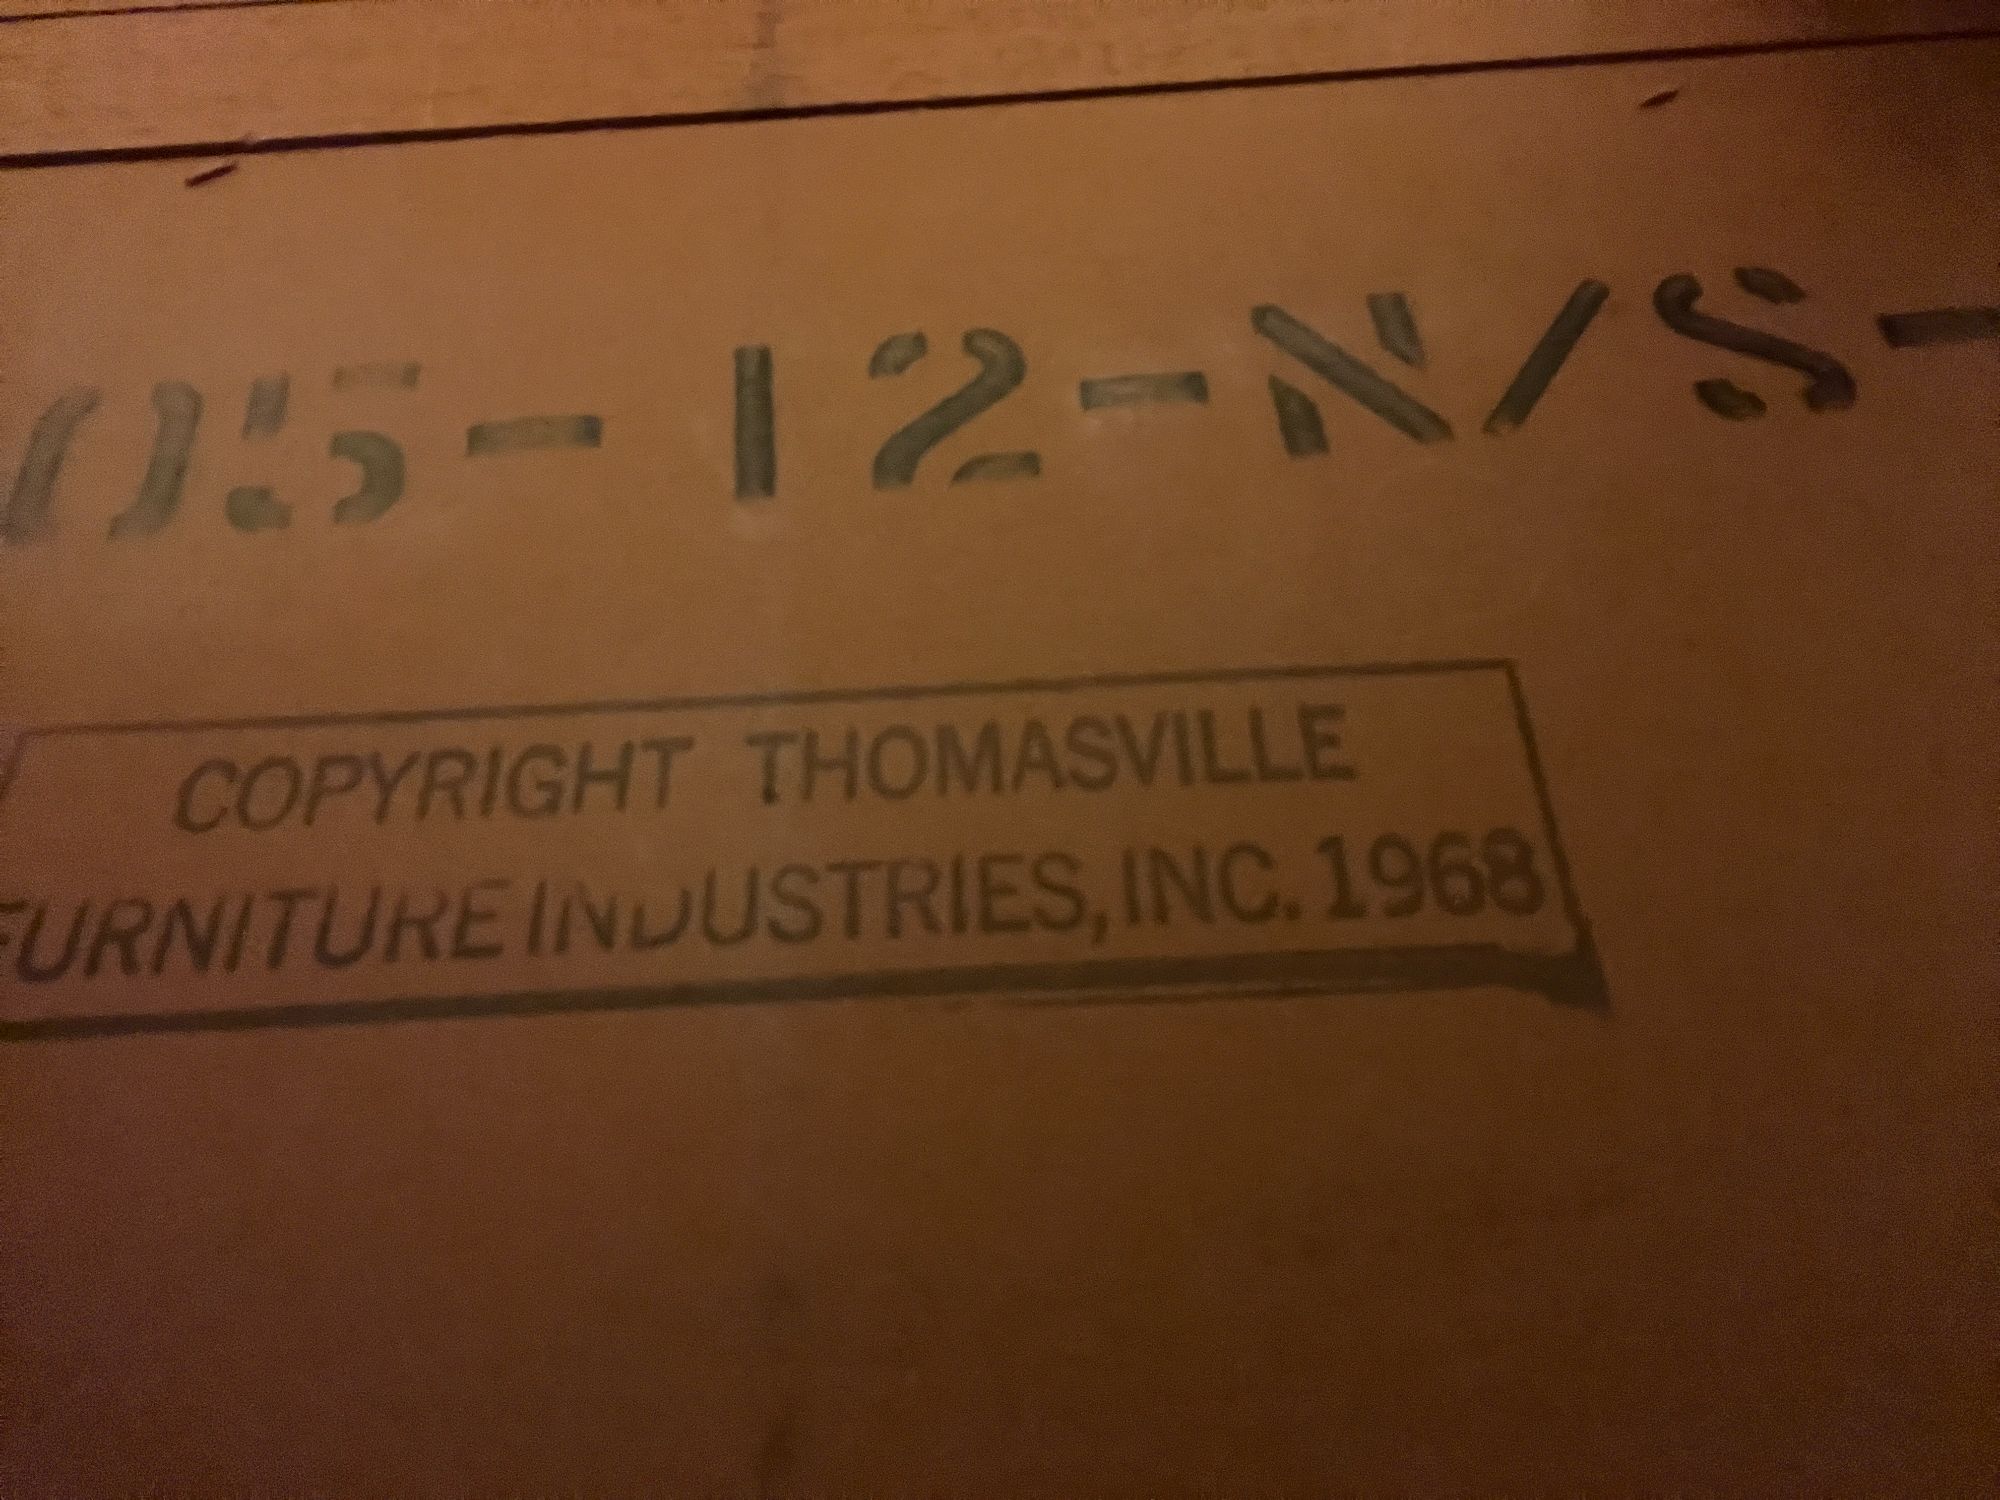 05-12-N/S-
COPYRIGHT THOMASVILLE
FURNITURE INDUSTRIES, INC. 1968